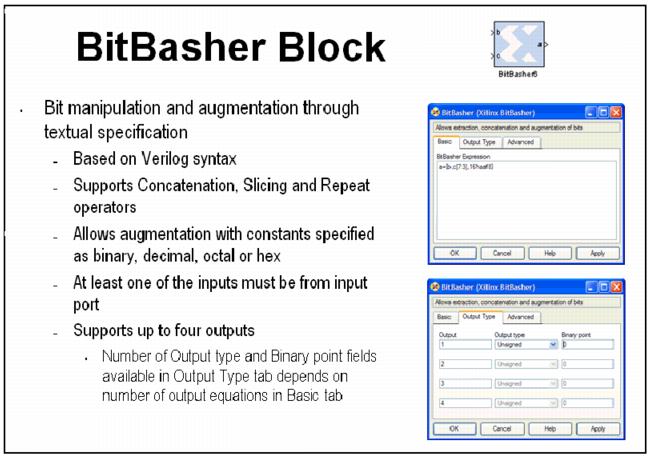 BitBasher Block
b
c
a
BitBasher6
· Bit manipulation and augmentation through
textual specification
– Based on Verilog syntax
– Supports Concatenation, Slicing and Repeat
operators
– Allows augmentation with constants specified
as binary, decimal, octal or hex
– At least one of the inputs must be from input
port
– Supports up to four outputs
· Number of Output type and Binary point fields
available in Output Type tab depends on
number of output equations in Basic tab
BitBasher (Xilinx BitBasher)
Allows extraction, concatenation and augmentation of bits
Basic Output Type Advanced
BitBasher Expression
OK Cancel Help Apply
BitBasher (Xilinx BitBasher)
Allows extraction, concatenation and augmentation of bits
Basic Output Type Advanced
Output Output type Binary point
1 Unsigned 0
2 Unsigned 0
3 Unsigned 0
4 Unsigned 0
OK Cancel Help Apply